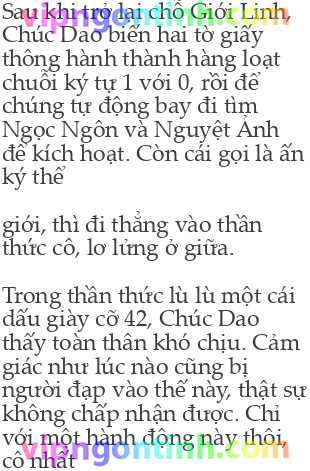 vipngontinh.com
Sau khi trở lại chỗ Giới Linh,
Chúc Dao biến hai tờ giấy
thông hành thành hàng loạt
chuỗi ký tự 1 với 0, rồi để
chúng tự động bay đi tìm
Ngọc Ngôn và Nguyệt Ảnh
để kích hoạt. Còn cái gọi là ấn
ký thế
giới, thì đi thẳng vào thần
thức cô, lơ lửng ở giữa.
Trong thần thức lù lù một cái
dấu giày cỡ 42, Chúc Dao
thấy toàn thân khó chịu. Cảm
giác như lúc nào cũng bị
người đạp vào thế này, thật sự
không chấp nhận được. Chỉ
với một hành động này thôi,
vipngontinh.com
cô nhất